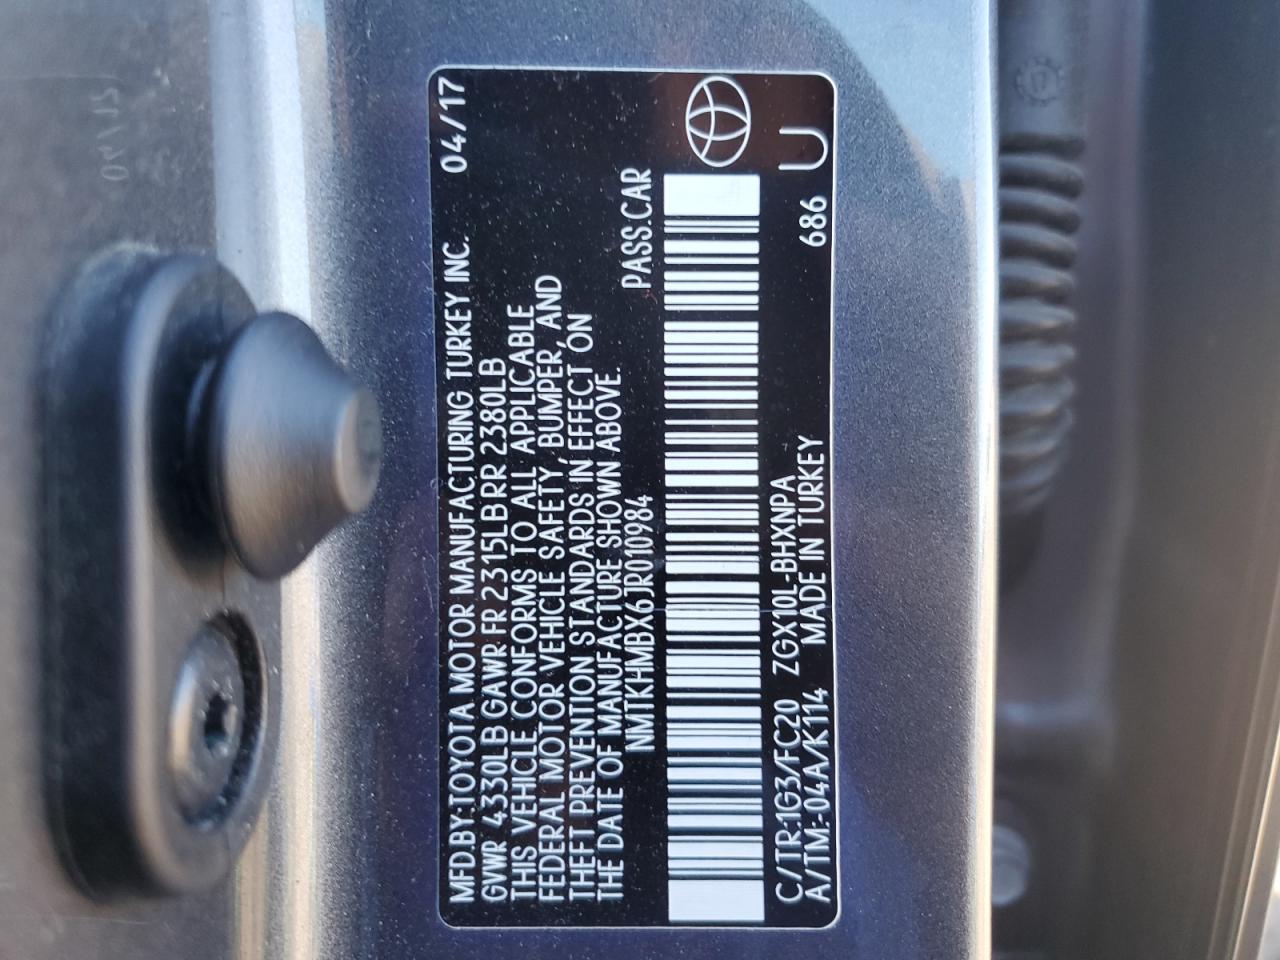 MFD.BY:TOYOTA MOTOR MANUFACTURING TURKEY INC. 04/17
GVWR 4330LB GAWR FR 2315LB RR 2380LB
THIS VEHICLE CONFORMS TO ALL APPLICABLE
FEDERAL MOTOR VEHICLE SAFETY, BUMPER, AND
THEFT PREVENTION STANDARDS IN EFFECT ON
THE DATE OF MANUFACTURE SHOWN ABOVE.
NMTKHMBX6JR010984 PASS.CAR
C/TR:1G3/FC20 ZGX10L-BHXNPA
A/TM:-04A/K114 MADE IN TURKEY 686 U